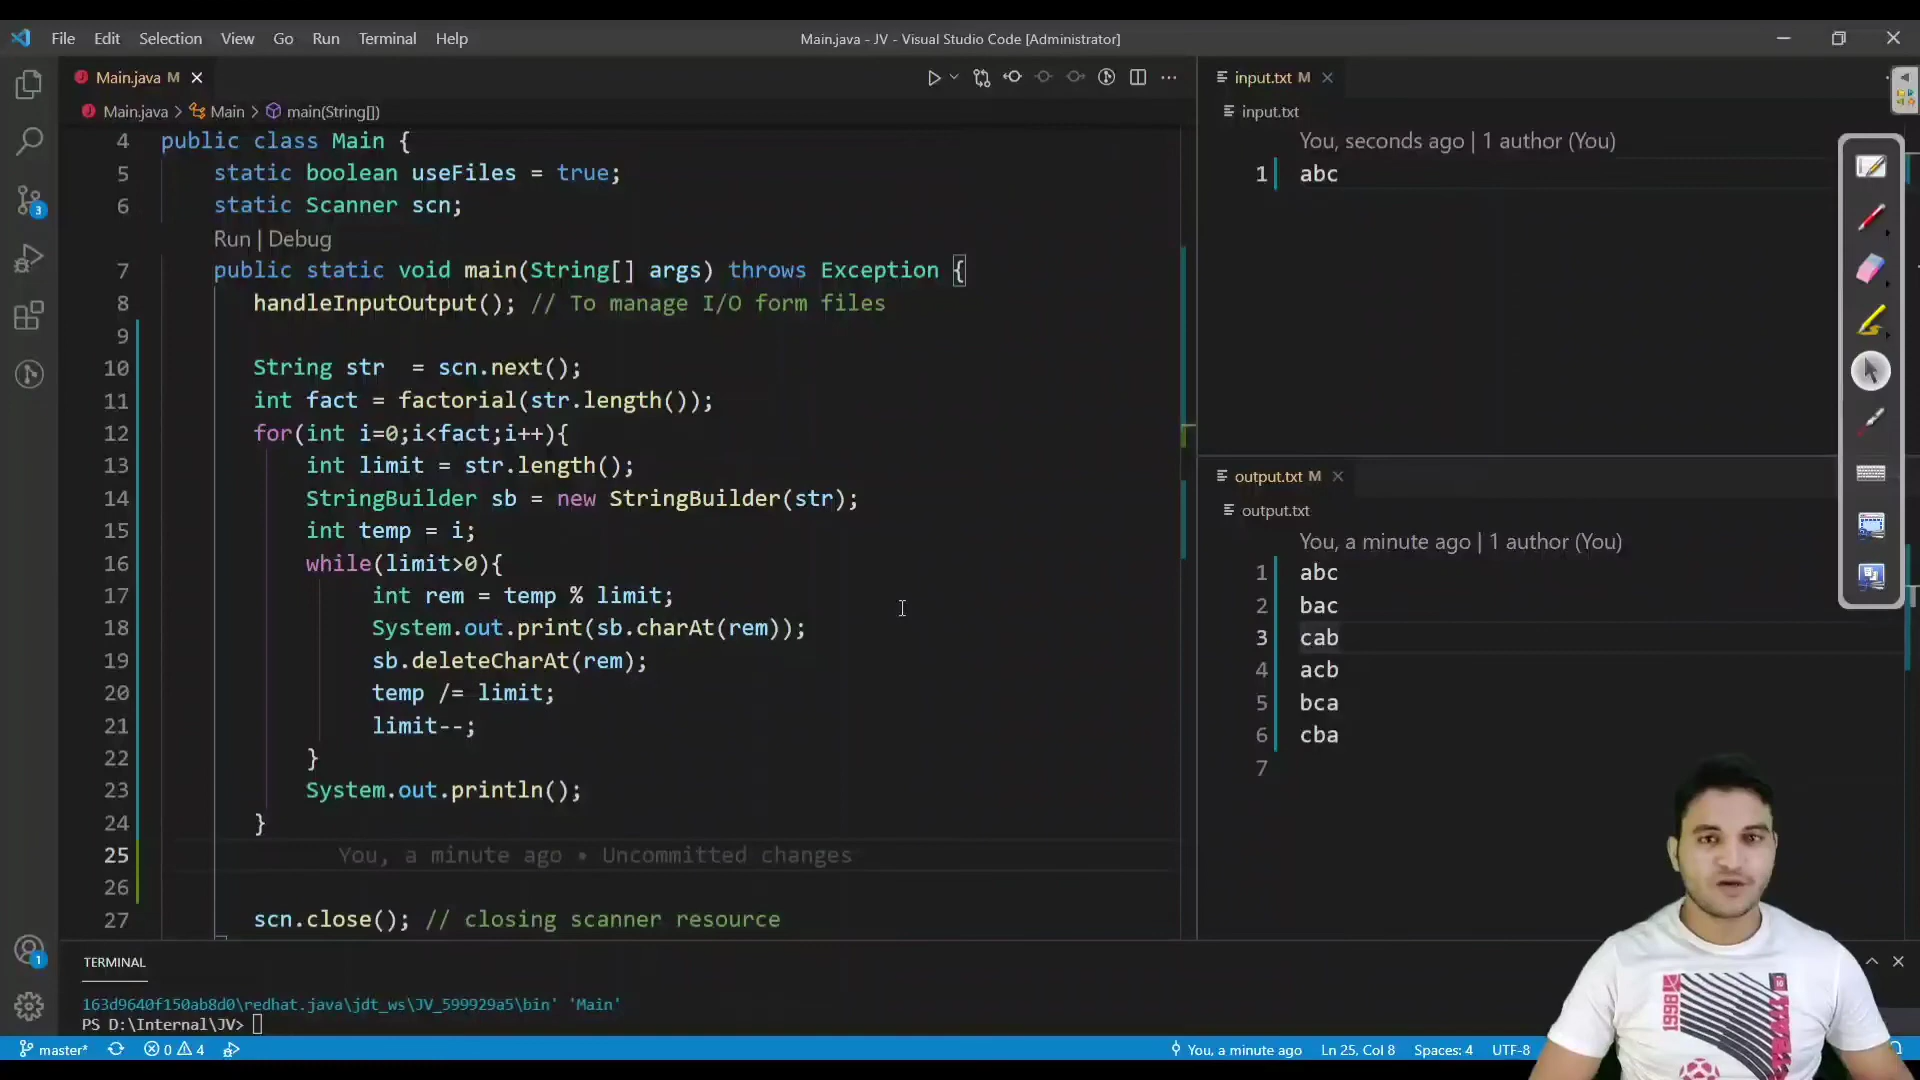 File Edit Selection View Go Run Terminal Help
Main.java - JV - Visual Studio Code [Administrator]
Main.java M
Main.java > Main > main(String[])
4 public class Main {
5 static boolean useFiles = true;
6 static Scanner scn;
Run | Debug
7 public static void main(String[] args) throws Exception {
8 handleInputOutput(); // To manage I/O form files
9
10 String str  = scn.next();
11 int fact = factorial(str.length());
12 for(int i=0;i<fact;i++){
13 int limit = str.length();
14 StringBuilder sb = new StringBuilder(str);
15 int temp = i;
16 while(limit>0){
17 int rem = temp % limit;
18 System.out.print(sb.charAt(rem));
19 sb.deleteCharAt(rem);
20 temp /= limit;
21 limit--;
22 }
23 System.out.println();
24 }
25 You, a minute ago • Uncommitted changes
26
27 scn.close(); // closing scanner resource
input.txt M
input.txt
You, seconds ago | 1 author (You)
1 abc
output.txt M
output.txt
You, a minute ago | 1 author (You)
1 abc
2 bac
3 cab
4 acb
5 bca
6 cba
7
3
1
TERMINAL
163d9640f150ab8d0\redhat.java\jdt_ws\JV_599929a5\bin' 'Main'
PS D:\Internal\JV>
master* 0 4 You, a minute ago Ln 25, Col 8 Spaces: 4 UTF-8
1998